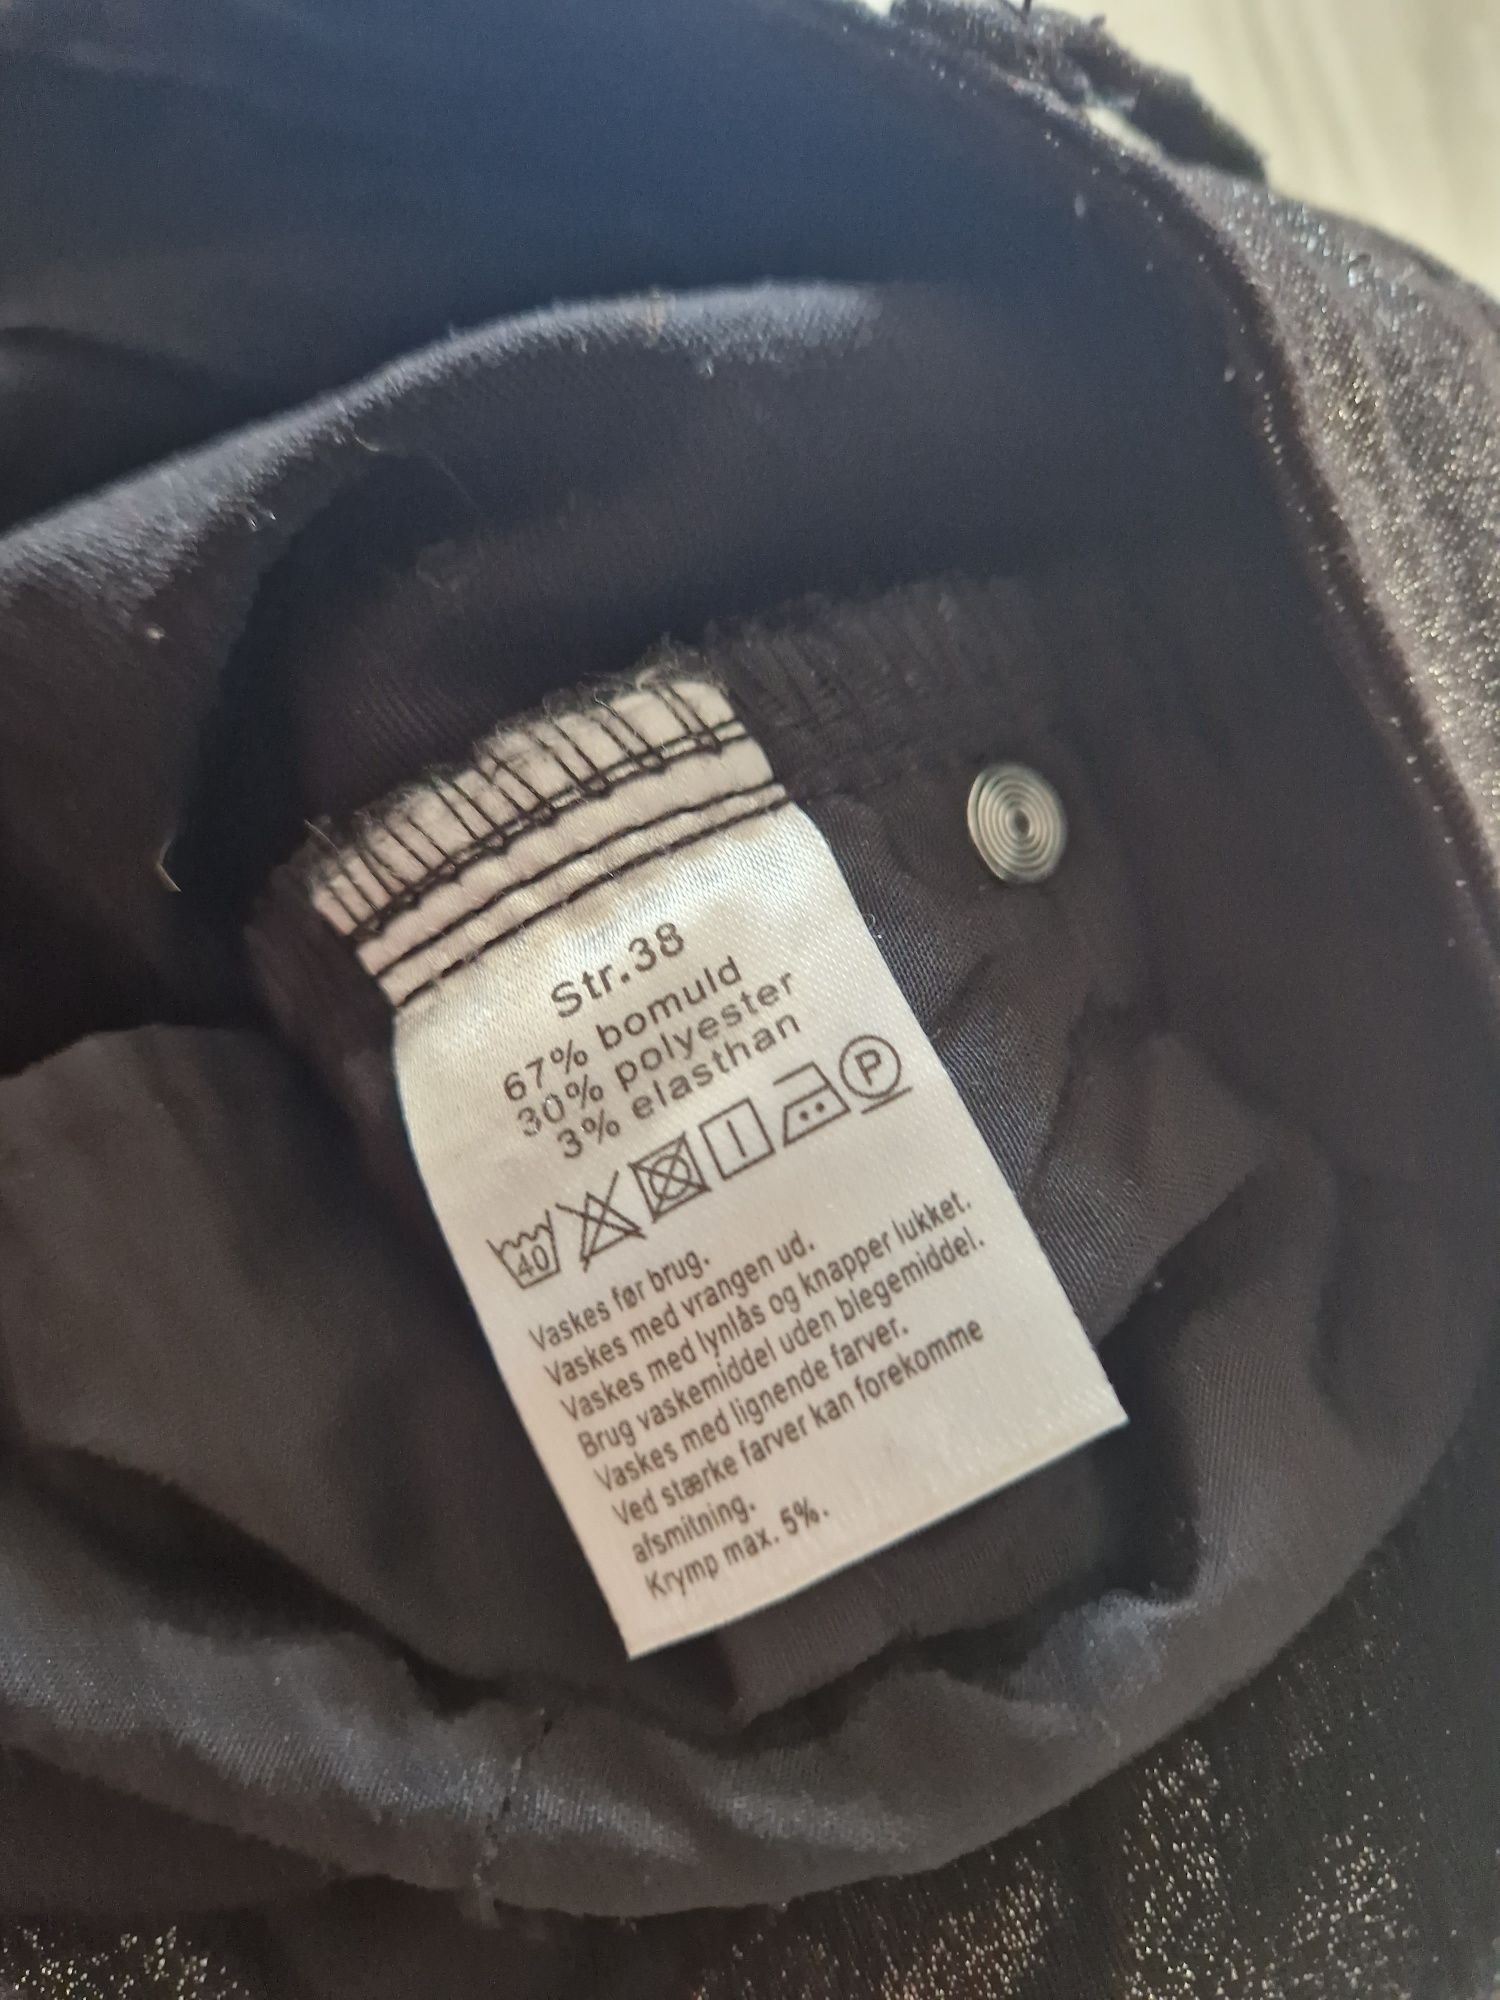 Str.38
67% bomuld
30% polyester
3% elasthan
40 P
Vaskes før brug.
Vaskes med vrangen ud.
Vaskes med lynlås og knapper lukket.
Brug vaskemiddel uden blegemiddel.
Vaskes med lignende farver.
Ved stærke farver kan forekomme
afsmitning.
Krymp max. 5%.